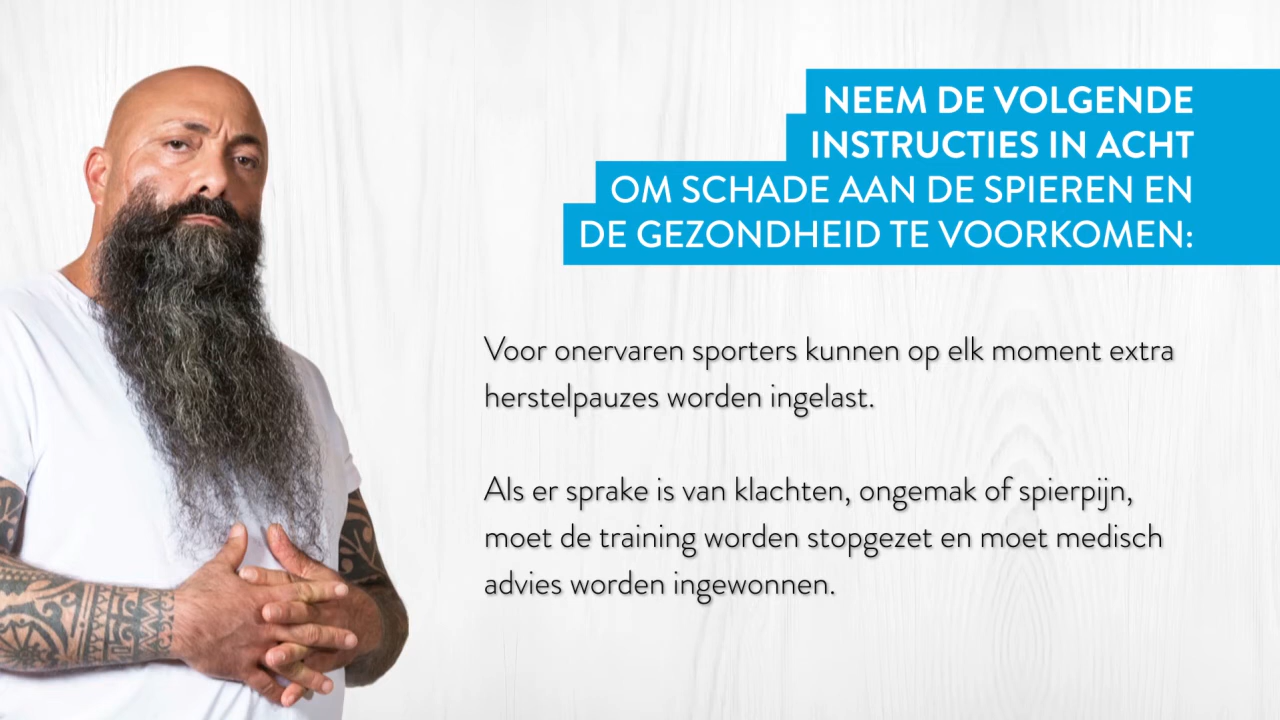 NEEM DE VOLGENDE
INSTRUCTIES IN ACHT
OM SCHADE AAN DE SPIEREN EN
DE GEZONDHEID TE VOORKOMEN:
Voor onervaren sporters kunnen op elk moment extra
herstelpauzes worden ingelast.
Als er sprake is van klachten, ongemak of spierpijn,
moet de training worden stopgezet en moet medisch
advies worden ingewonnen.